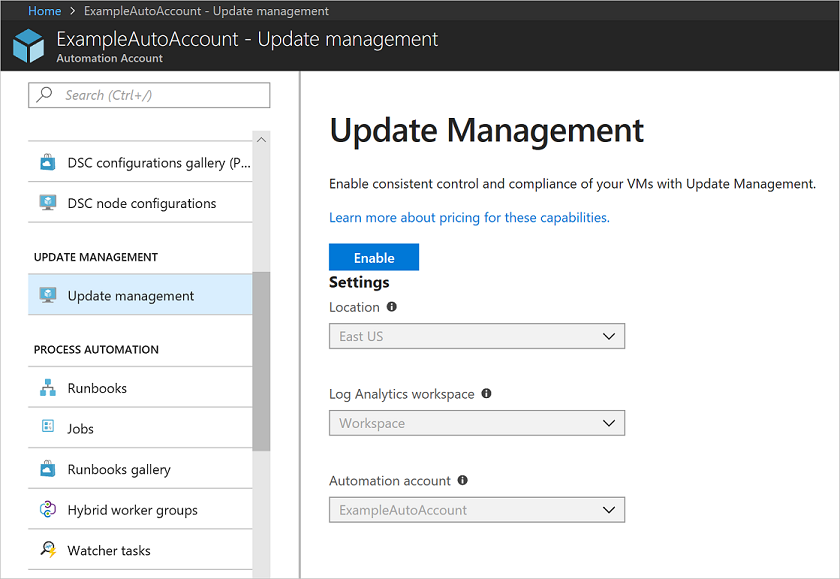 Home > ExampleAutoAccount - Update management
ExampleAutoAccount - Update management
Automation Account
Search (Ctrl+/)
DSC configurations gallery (P...
DSC node configurations
UPDATE MANAGEMENT
Update management
PROCESS AUTOMATION
Runbooks
Jobs
Runbooks gallery
Hybrid worker groups
Watcher tasks
Update Management
Enable consistent control and compliance of your VMs with Update Management.
Learn more about pricing for these capabilities.
Enable
Settings
Location
East US
Log Analytics workspace
Workspace
Automation account
ExampleAutoAccount